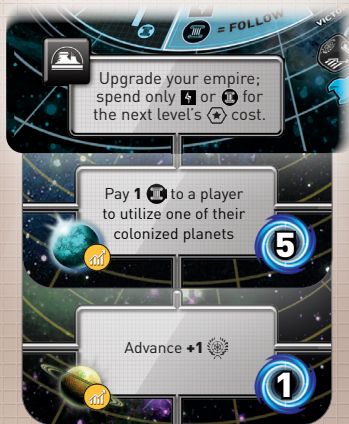 = FOLLOW
VICTO
Upgrade your empire;
spend only or for
the next level's cost.
Pay 1 to a player
to utilize one of their
colonized planets
5
Advance +1
1